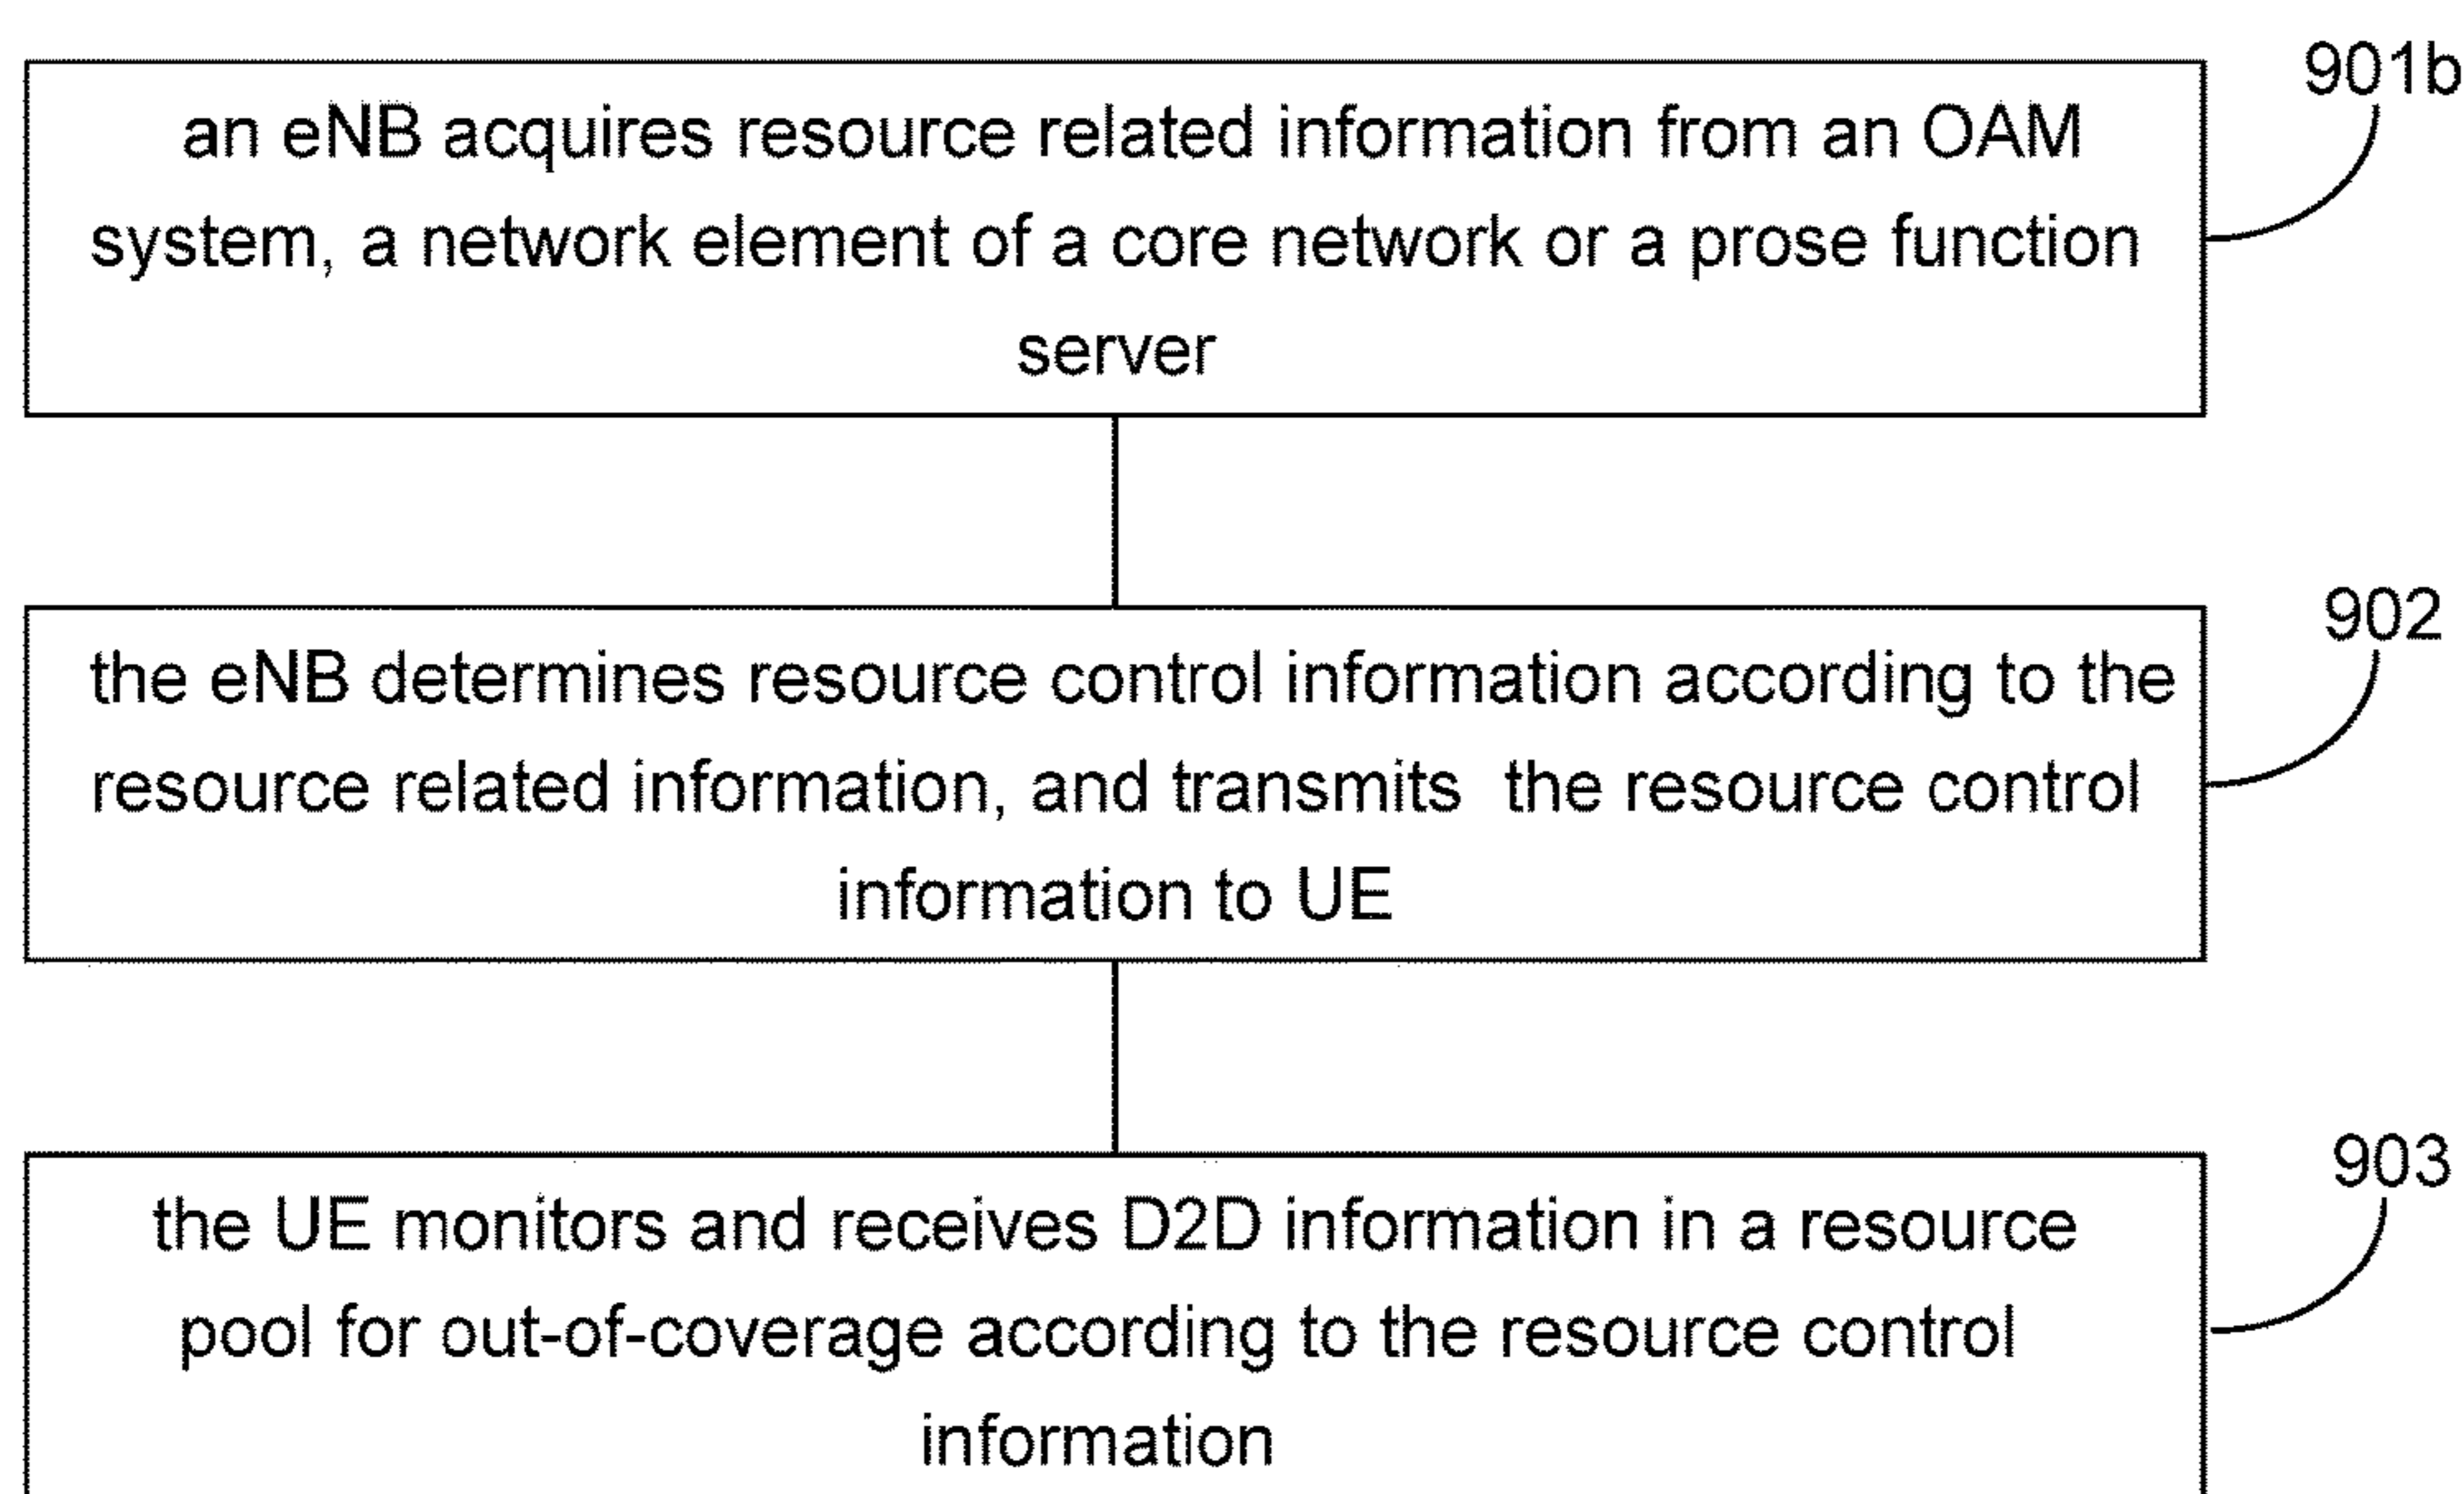 901b
an eNB acquires resource related information from an OAM
system, a network element of a core network or a prose function
server
902
the eNB determines resource control information according to the
resource related information, and transmits the resource control
information to UE
903
the UE monitors and receives D2D information in a resource
pool for out-of-coverage according to the resource control
information